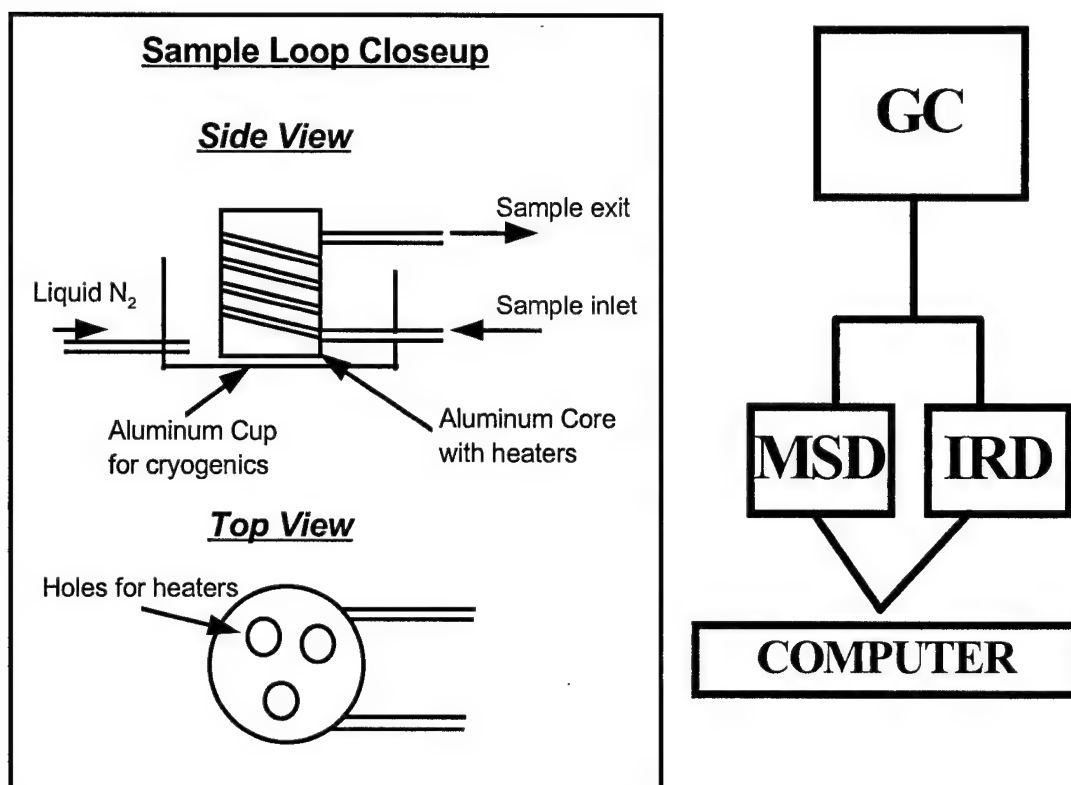 Sample Loop Closeup
Side View
Sample exit
Liquid N₂
Sample inlet
Aluminum Cup
for cryogenics
Aluminum Core
with heaters
Top View
Holes for heaters
GC
MSD
IRD
COMPUTER